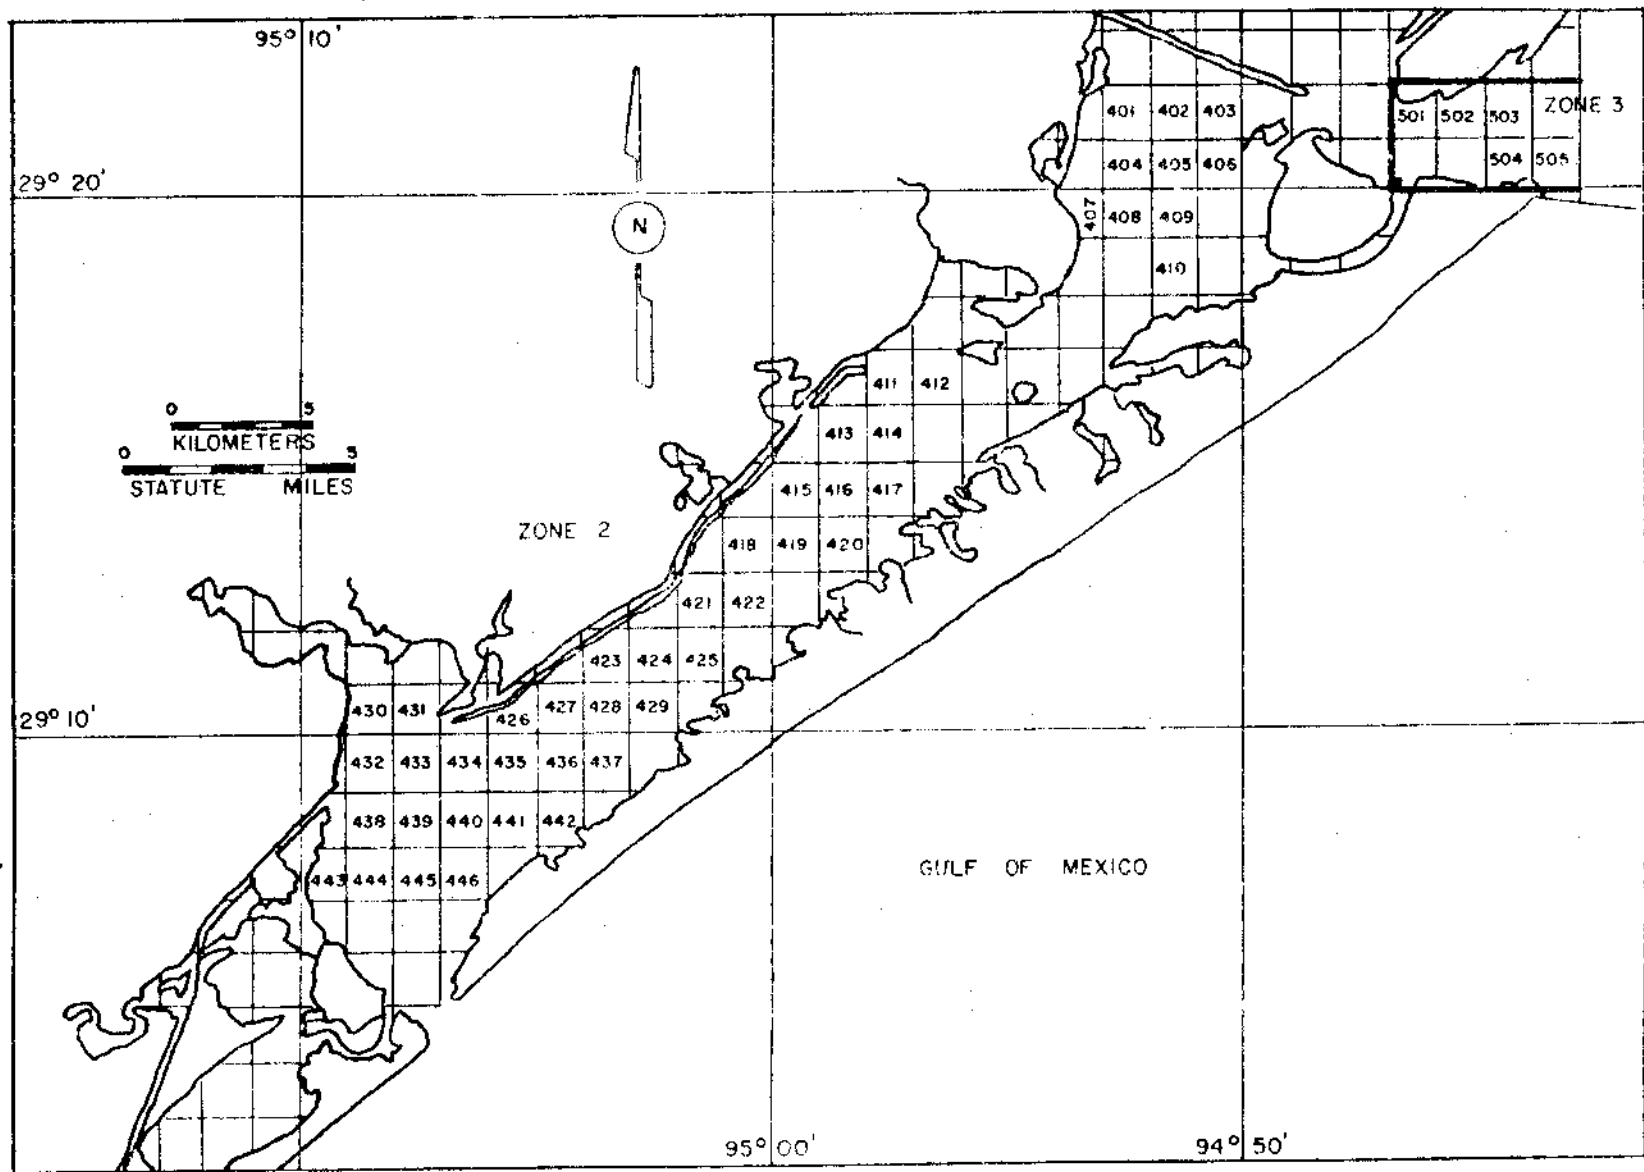 95° 10'
401 402 403
501 502 503 ZONE 3
404 405 406
504 505
29° 20'
407 408 409
N
410
411 412
0 5
KILOMETERS
413 414
0 5
STATUTE MILES
415 416 417
ZONE 2
418 419 420
421 422
423 424 425
430 431 426 427 428 429
29° 10'
432 433 434 435 436 437
438 439 440 441 442
443 444 445 446
GULF OF MEXICO
95° 00'
94° 50'